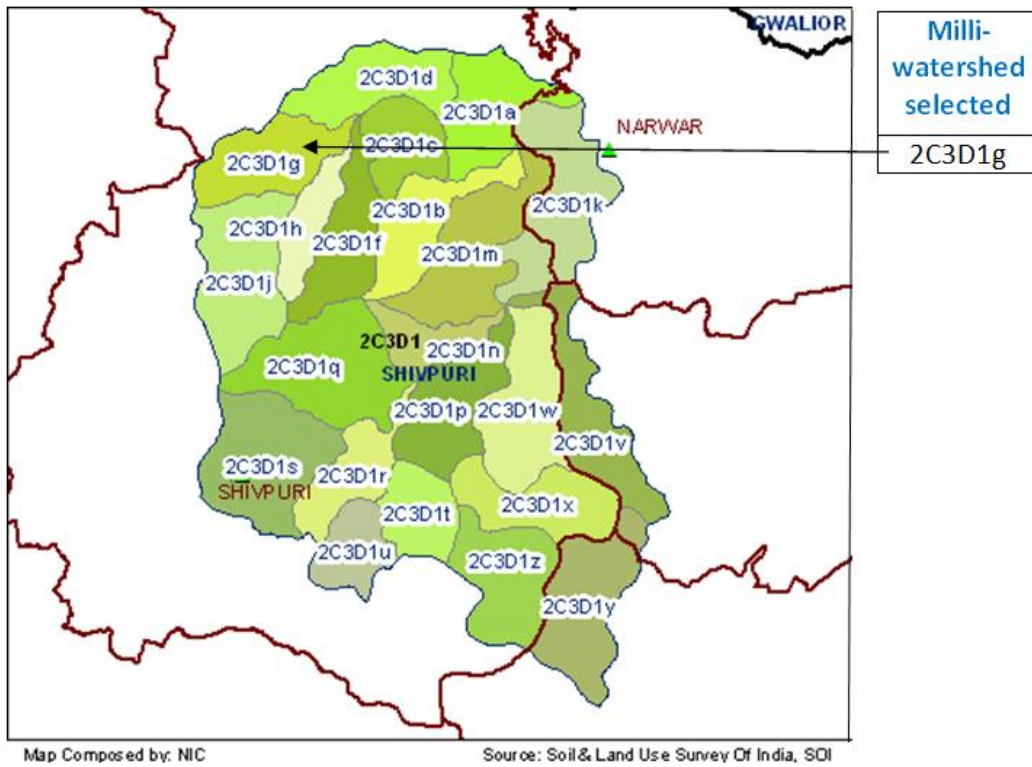 GWALIOR
Milli-
watershed
selected
2C3D1g
2C3D1d
2C3D1a
NARWAR
2C3D1c
2C3D1g
2C3D1k
2C3D1b
2C3D1h
2C3D1f
2C3D1m
2C3D1j
2C3D1
2C3D1n
2C3D1q
SHIVPURI
2C3D1p
2C3D1w
2C3D1v
2C3D1s
2C3D1r
SHIVPURI
2C3D1x
2C3D1t
2C3D1u
2C3D1z
2C3D1y
Map Composed by: NIC
Source: Soil & Land Use Survey Of India, SOI